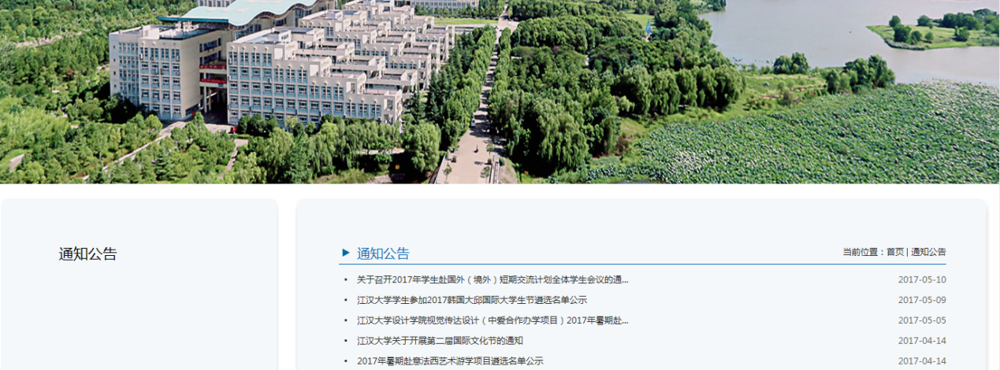 通知公告
通知公告
当前位置：首页 | 通知公告
关于召开2017年学生赴国外（境外）短期交流计划全体学生会议的通... 2017-05-10
江汉大学学生参加2017韩国大邱国际大学生节遴选名单公示 2017-05-09
江汉大学设计学院视觉传达设计（中爱合作办学项目）2017年暑期赴... 2017-05-05
江汉大学关于开展第二届国际文化节的通知 2017-04-14
2017年暑期赴意法西艺术游学项目遴选名单公示 2017-04-14